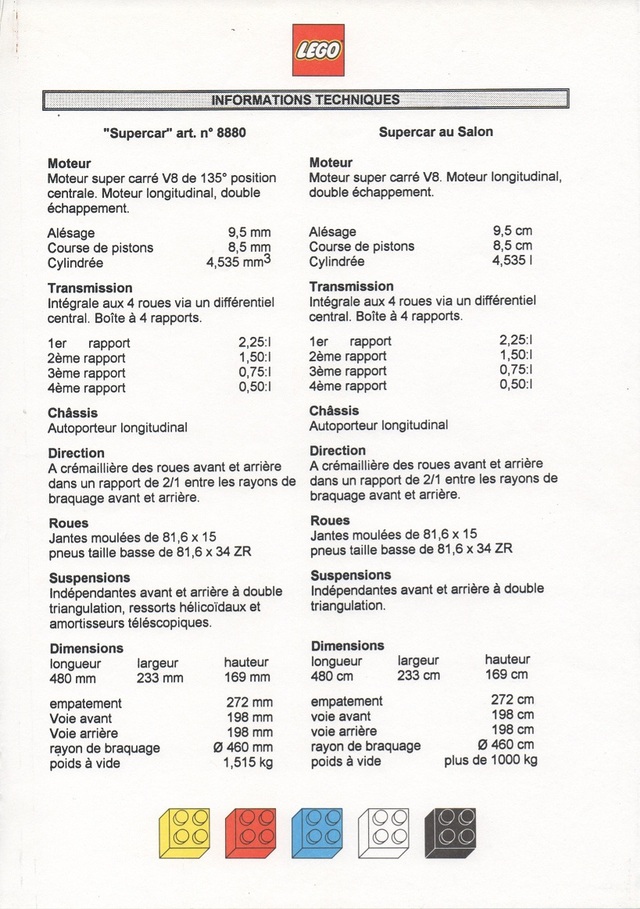 LEGO
INFORMATIONS TECHNIQUES
"Supercar" art. n° 8880
Moteur
Moteur super carré V8 de 135° position
centrale. Moteur longitudinal, double
échappement.
Alésage 9,5 mm
Course de pistons 8,5 mm
Cylindrée 4,535 mm3
Transmission
Intégrale aux 4 roues via un différentiel
central. Boîte à 4 rapports.
1er rapport 2,25:l
2ème rapport 1,50:l
3ème rapport 0,75:l
4ème rapport 0,50:l
Châssis
Autoporteur longitudinal
Direction
A crémaillière des roues avant et arrière
dans un rapport de 2/1 entre les rayons de
braquage avant et arrière.
Roues
Jantes moulées de 81,6 x 15
pneus taille basse de 81,6 x 34 ZR
Suspensions
Indépendantes avant et arrière à double
triangulation, ressorts hélicoïdaux et
amortisseurs téléscopiques.
Dimensions
longueur largeur hauteur
480 mm 233 mm 169 mm
empatement 272 mm
Voie avant 198 mm
Voie arrière 198 mm
rayon de braquage Ø 460 mm
poids à vide 1,515 kg
Supercar au Salon
Moteur
Moteur super carré V8. Moteur longitudinal,
double échappement.
Alésage 9,5 cm
Course de pistons 8,5 cm
Cylindrée 4,535 l
Transmission
Intégrale aux 4 roues via un différentiel
central. Boîte à 4 rapports.
1er rapport 2,25:l
2ème rapport 1,50:l
3ème rapport 0,75:l
4ème rapport 0,50:l
Châssis
Autoporteur longitudinal
Direction
A crémaillière des roues avant et arrière
dans un rapport de 2/1 entre les rayons de
braquage avant et arrière.
Roues
Jantes moulées de 81,6 x 15
pneus taille basse de 81,6 x 34 ZR
Suspensions
Indépendantes avant et arrière à double
triangulation.
Dimensions
longueur largeur hauteur
480 cm 233 cm 169 cm
empatement 272 cm
voie avant 198 cm
voie arrière 198 cm
rayon de braquage Ø 460 cm
poids à vide plus de 1000 kg